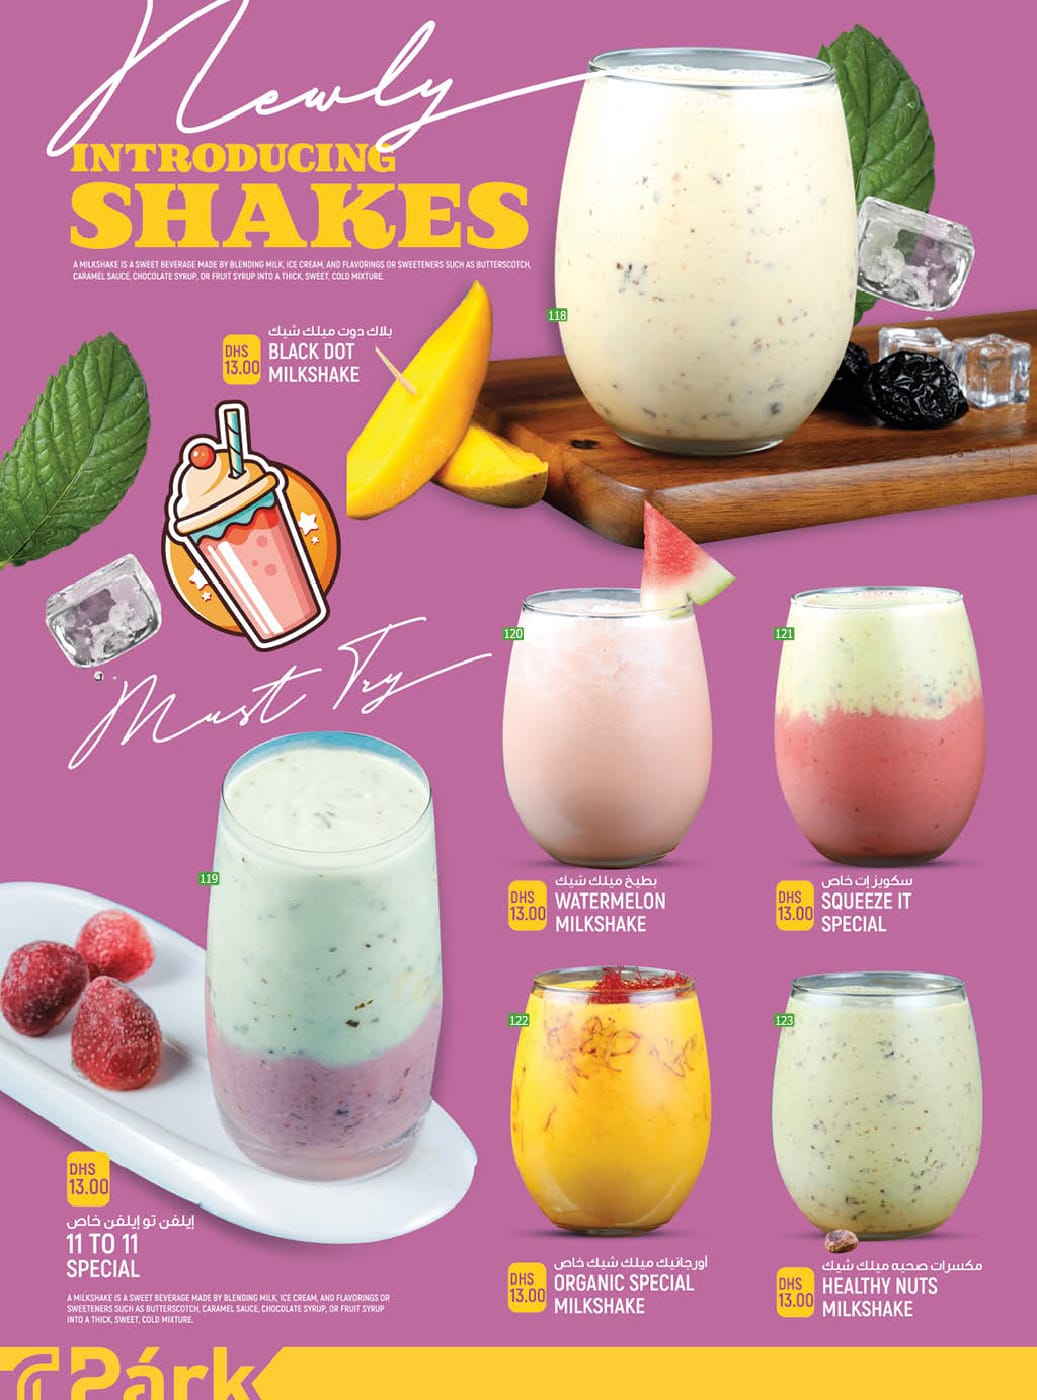 Newly
INTRODUCING
SHAKES
A MILKSHAKE IS A SWEET BEVERAGE MADE BY BLENDING MILK, ICE CREAM, AND FLAVORINGS OR SWEETENERS SUCH AS BUTTERSCOTCH,
CARAMEL SAUCE, CHOCOLATE SYRUP, OR FRUIT SYRUP INTO A THICK, SWEET, COLD MIXTURE.
118
بلاك دوت ميلك شيك
DHS
13.00
BLACK DOT
MILKSHAKE
Must Try
120
121
119
بطيخ ميلك شيك
DHS
13.00
WATERMELON
MILKSHAKE
سكويز إت خاص
DHS
13.00
SQUEEZE IT
SPECIAL
122
123
DHS
13.00
إيلفن تو إيلفن خاص
11 TO 11
SPECIAL
A MILKSHAKE IS A SWEET BEVERAGE MADE BY BLENDING MILK, ICE CREAM, AND FLAVORINGS OR
SWEETENERS SUCH AS BUTTERSCOTCH, CARAMEL SAUCE, CHOCOLATE SYRUP, OR FRUIT SYRUP
INTO A THICK, SWEET, COLD MIXTURE.
أورجانيك ميلك شيك خاص
DHS
13.00
ORGANIC SPECIAL
MILKSHAKE
مكسرات صحيه ميلك شيك
DHS
13.00
HEALTHY NUTS
MILKSHAKE
Párk